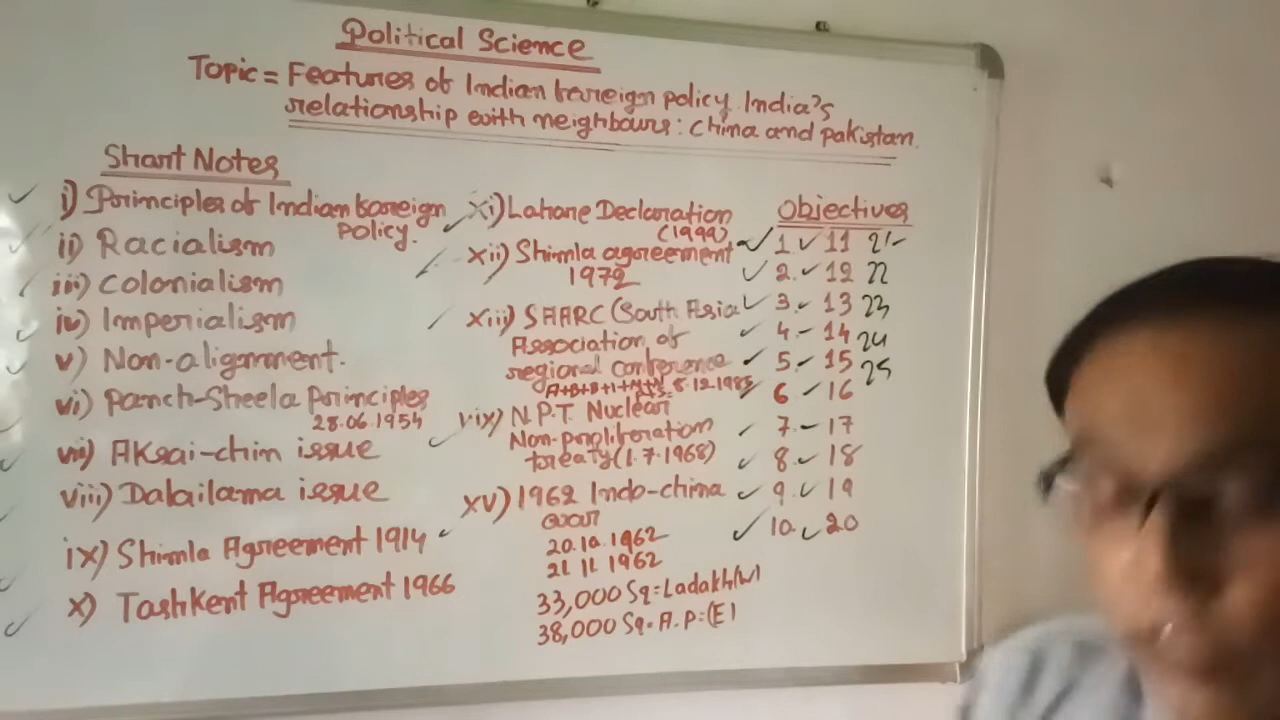 Political Science
Topic = Features of Indian foreign policy. India's
relationship with neighbours: China and pakistan.
Short Notes
i) Principles of Indian foreign
policy.
ii) Racialism
iii) Colonialism
iv) Imperialism
v) Non-alignment.
vi) Panch-Sheela Principles
28.06.1954
vii) Aksai-chin issue
viii) Dalailama issue
ix) Shimla Agreement 1914
x) Tashkent Agreement 1966
xi) Lahore Declaration
(1999)
xii) Shimla agreement
1972
xiii) SAARC (South Asia
Association of
regional conference
8.12.1985
N.P.T. Nuclear
Non-proliferation
treaty (1.7.1968)
xv) 1962 Indo-china
war
20.10.1962
21 11 1962
33,000 Sq = Ladakh(W)
38,000 Sq. A.P:(E)
Objectives
1. 11 21
2. 12 22
3. 13 23
4. 14 24
5. 15 25
6 16
7. 17
8. 18
9. 19
10. 20